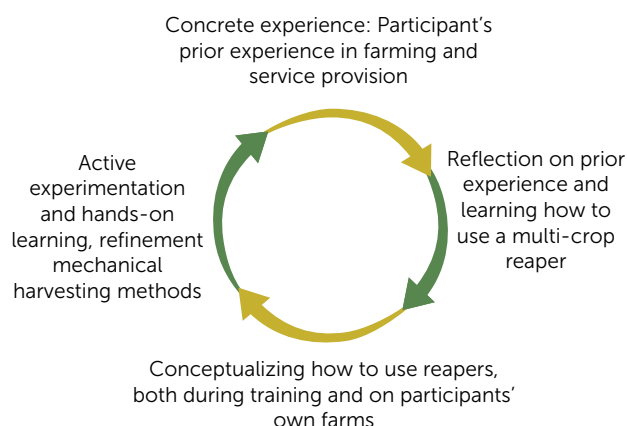 Concrete experience: Participant’s
prior experience in farming and
service provision
Reflection on prior
experience and
learning how to
use a multi-crop
reaper
Conceptualizing how to use reapers,
both during training and on participants’
own farms
Active
experimentation
and hands-on
learning, refinement
mechanical
harvesting methods